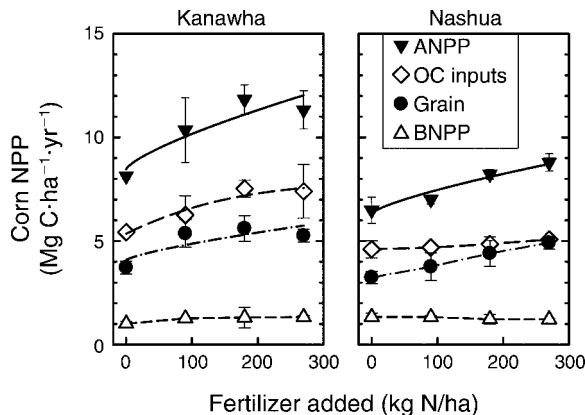 Kanawha
Nashua
15
10
5
0
Corn NPP
(Mg C·ha⁻¹·yr⁻¹)
ANPP
OC inputs
Grain
BNPP
0 100 200 300
0 100 200 300
Fertilizer added (kg N/ha)